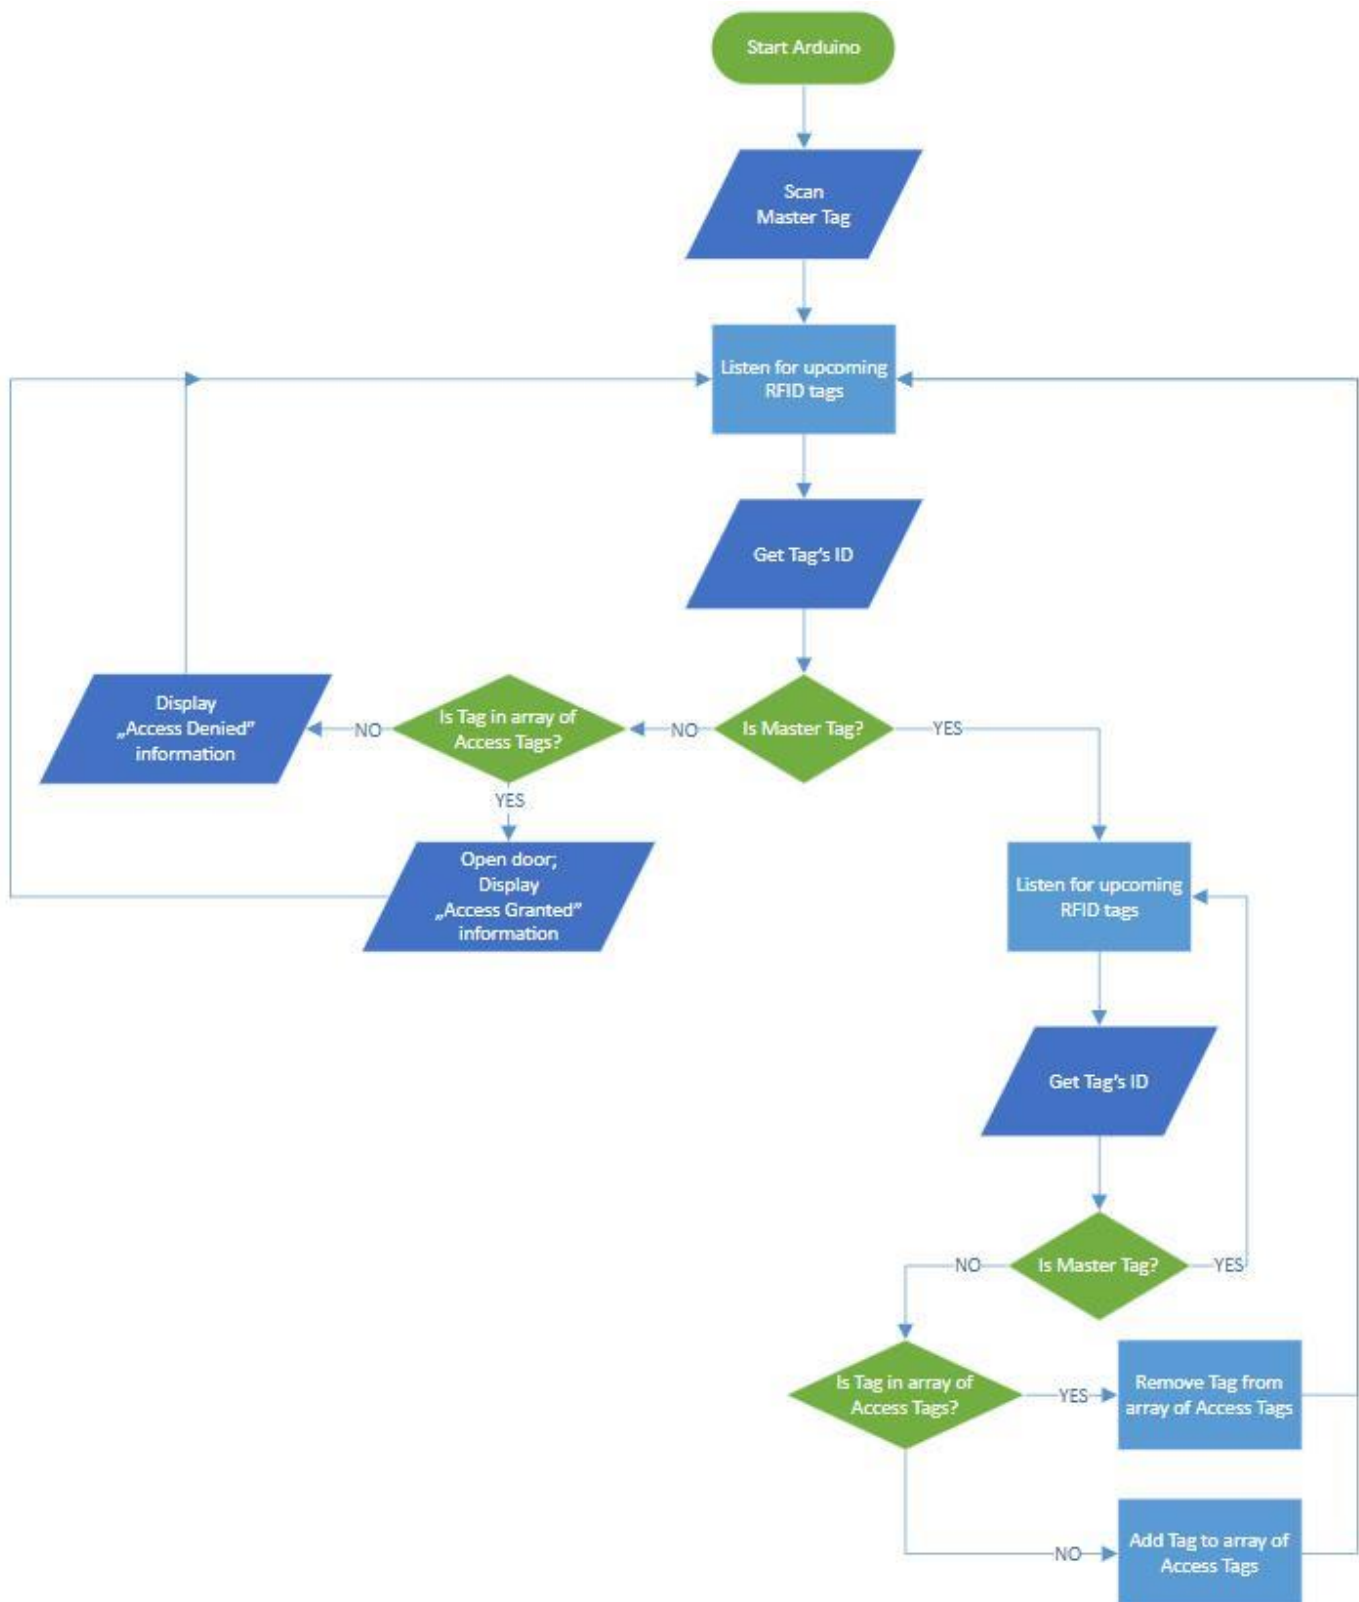 Start Arduino
Scan
Master Tag
Listen for upcoming
RFID tags
Get Tag's ID
Is Master Tag?
NO
YES
Is Tag in array of
Access Tags?
NO
YES
Display
„Access Denied”
information
Open door;
Display
„Access Granted”
information
Listen for upcoming
RFID tags
Get Tag's ID
Is Master Tag?
NO
YES
Is Tag in array of
Access Tags?
YES
Remove Tag from
array of Access Tags
NO
Add Tag to array of
Access Tags